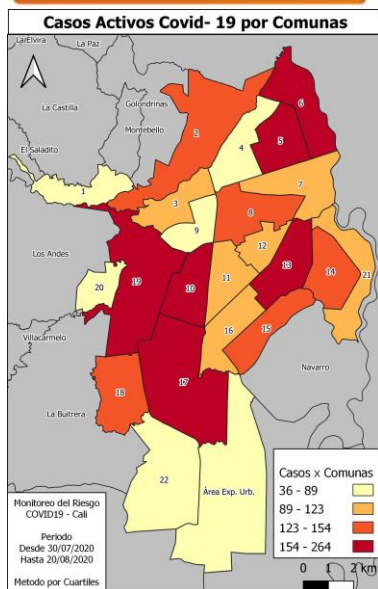 Casos Activos Covid- 19 por Comunas
La Elvira
La Paz
La Castilla
Golondrinas
Montebello
El Saladito
Los Andes
Villacarmelo
La Buitrera
Navarro
Área Exp. Urb.
1
2
3
4
5
6
7
8
9
10
11
12
13
14
15
16
17
18
19
20
21
22
Casos x Comunas
36 - 89
89 - 123
123 - 154
154 - 264
Monitoreo del Riesgo
COVID19 - Cali
Periodo
Desde 30/07/2020
Hasta 20/08/2020
Metodo por Cuartiles
0 1 2 km